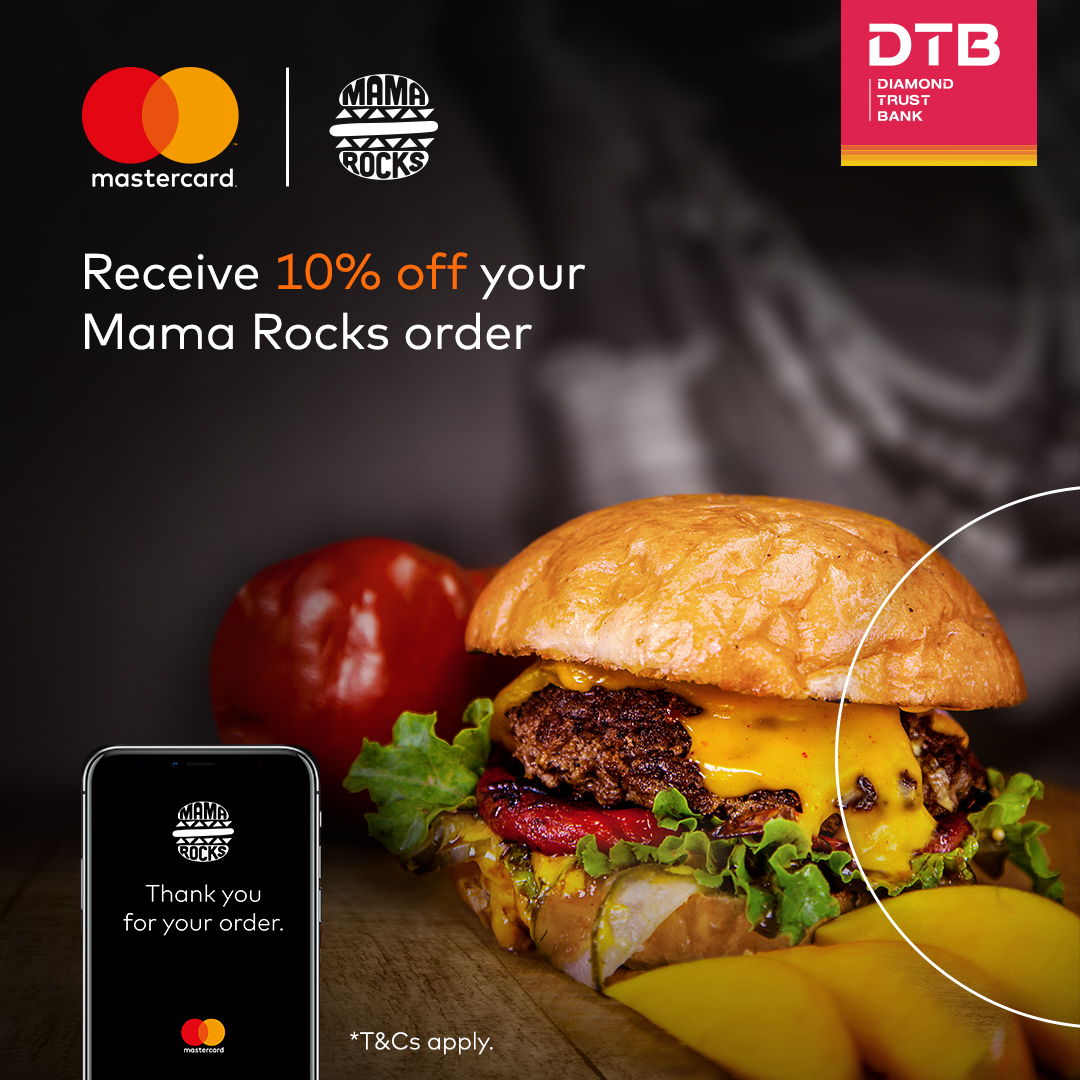 mastercard
MAMA
ROCKS
DTB
DIAMOND
TRUST
BANK
Receive 10% off your
Mama Rocks order
MAMA
ROCKS
Thank you
for your order.
mastercard
*T&Cs apply.